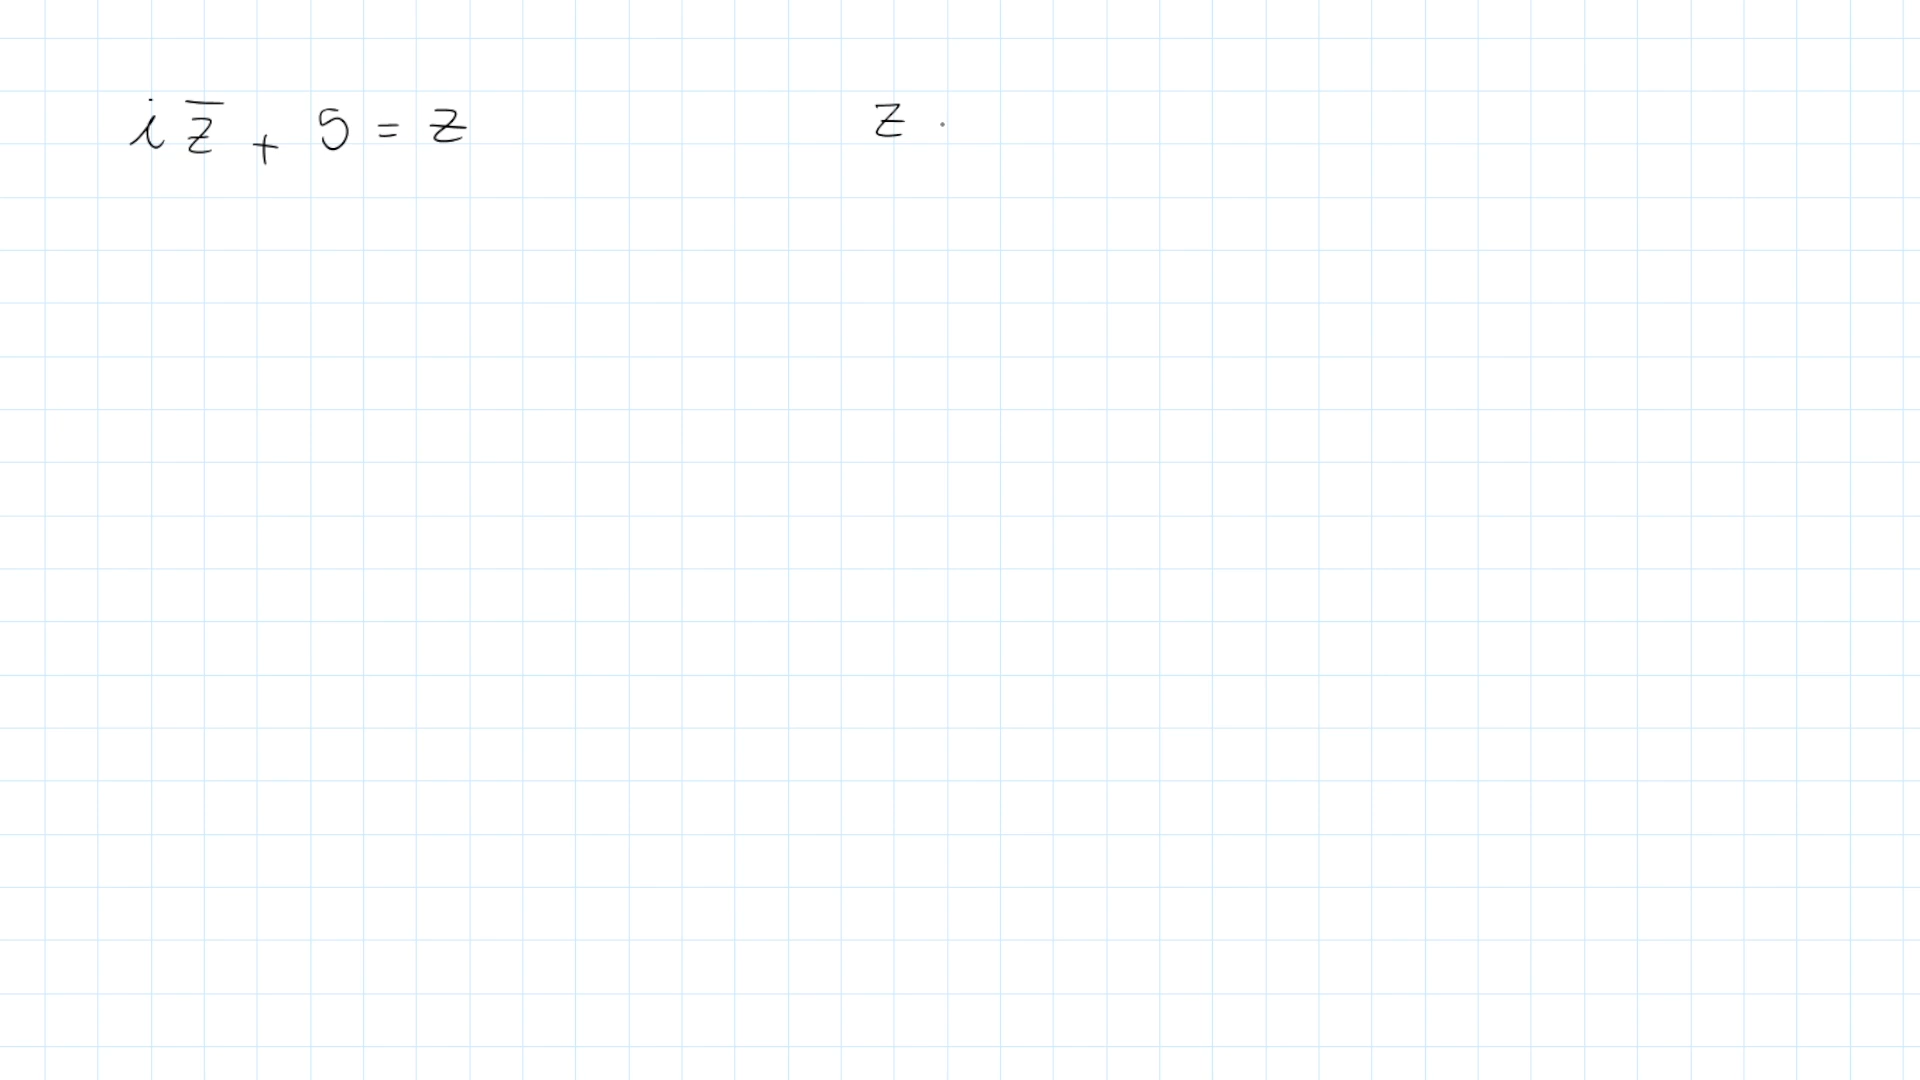 i z̅ + 5 = z
z